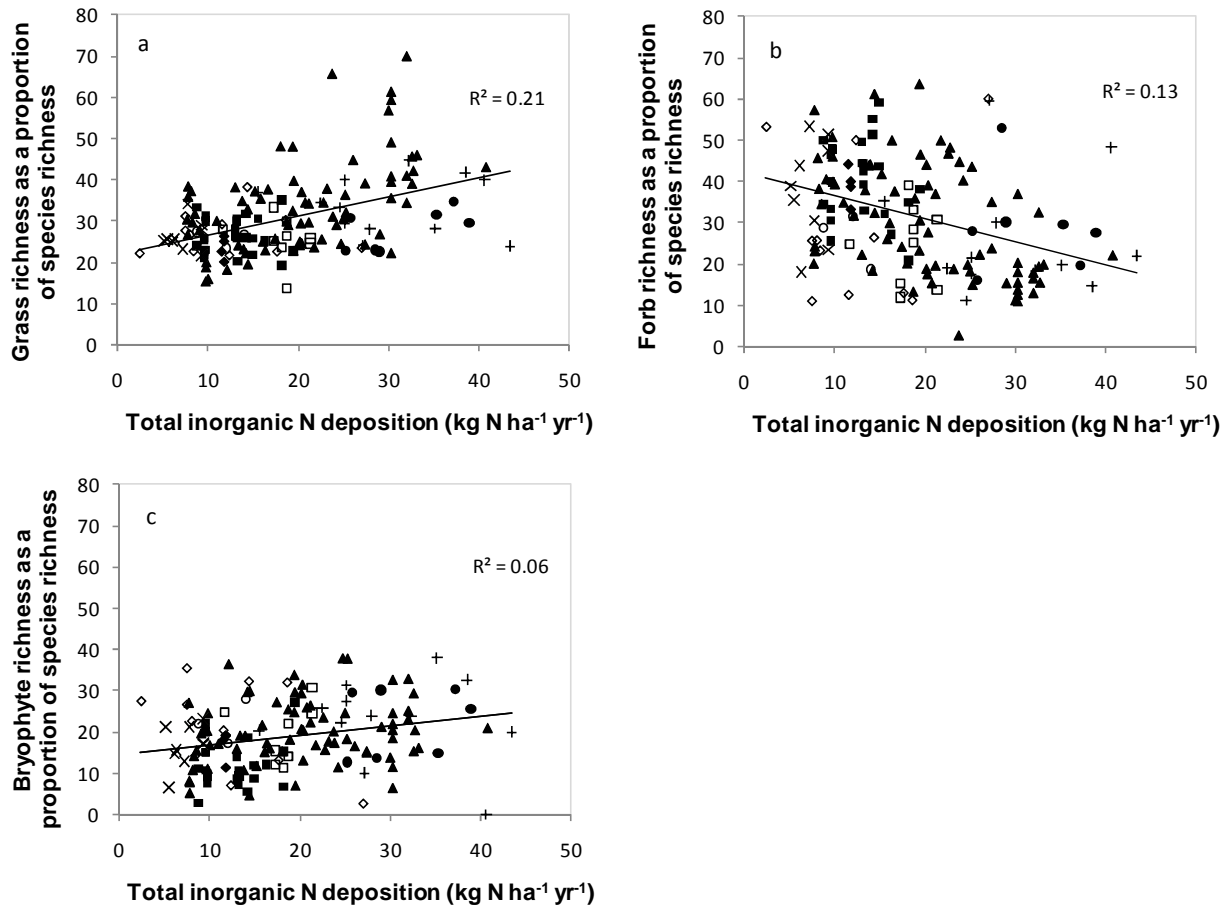 a
R² = 0.21
Grass richness as a proportion
of species richness
80
70
60
50
40
30
20
10
0
0 10 20 30 40 50
Total inorganic N deposition (kg N ha⁻¹ yr⁻¹)
b
R² = 0.13
Forb richness as a proportion
of species richness
80
70
60
50
40
30
20
10
0
0 10 20 30 40 50
Total inorganic N deposition (kg N ha⁻¹ yr⁻¹)
c
R² = 0.06
Bryophyte richness as a
proportion of species richness
80
70
60
50
40
30
20
10
0
0 10 20 30 40 50
Total inorganic N deposition (kg N ha⁻¹ yr⁻¹)